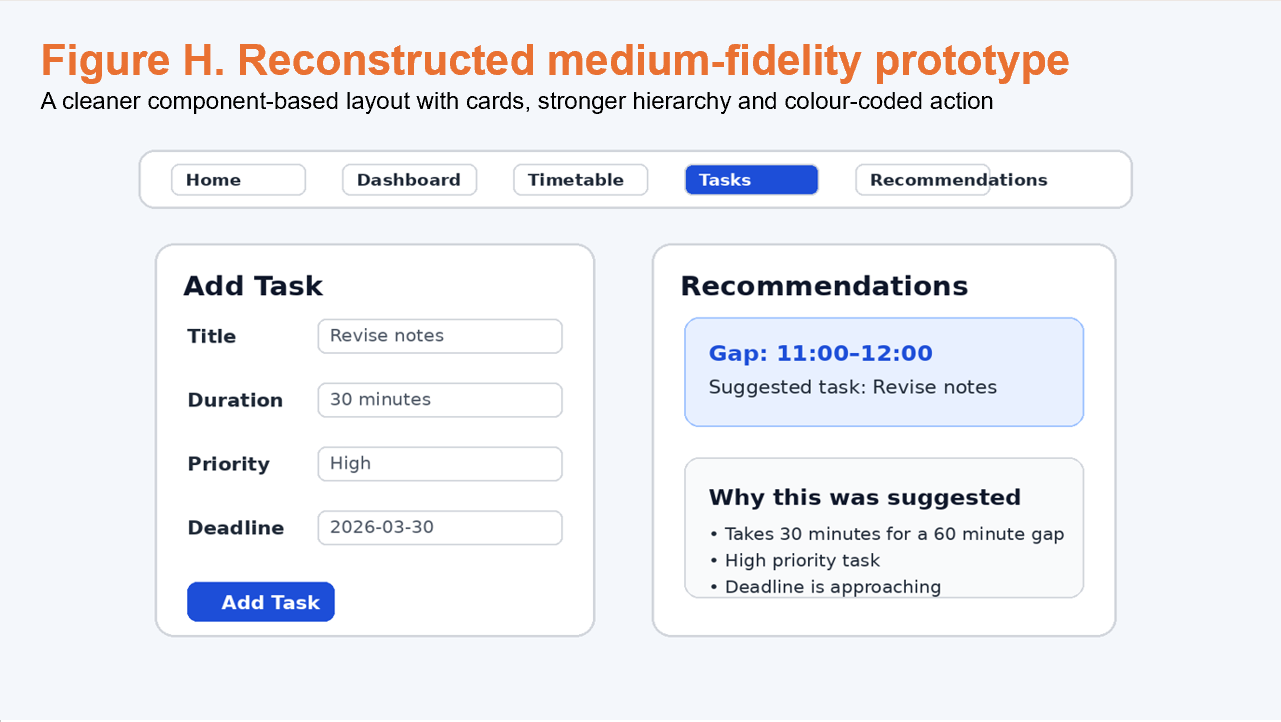 Figure H. Reconstructed medium-fidelity prototype
A cleaner component-based layout with cards, stronger hierarchy and colour-coded action
Home Dashboard Timetable Tasks Recommendations
Add Task
Title Revise notes
Duration 30 minutes
Priority High
Deadline 2026-03-30
Add Task
Recommendations
Gap: 11:00–12:00
Suggested task: Revise notes
Why this was suggested
• Takes 30 minutes for a 60 minute gap
• High priority task
• Deadline is approaching